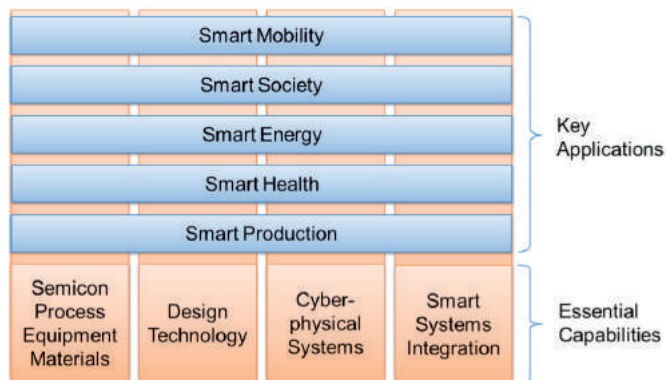 Smart Mobility
Smart Society
Smart Energy
Smart Health
Smart Production
Key
Applications
Semicon
Process
Equipment
Materials
Design
Technology
Cyber-
physical
Systems
Smart
Systems
Integration
Essential
Capabilities